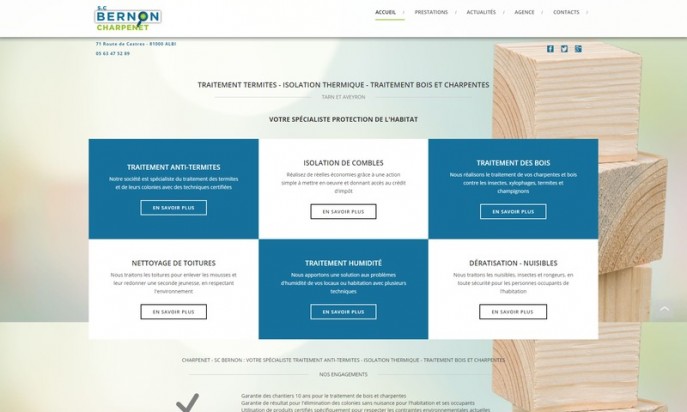 S.C
BERNON
CHARPENET
ACCUEIL
PRESTATIONS
ACTUALITÉS
AGENCE
CONTACTS
71 Route de Castres - 81000 ALBI
05 63 47 52 89
TRAITEMENT TERMITES - ISOLATION THERMIQUE - TRAITEMENT BOIS ET CHARPENTES
TARN ET AVEYRON
VOTRE SPÉCIALISTE PROTECTION DE L'HABITAT
TRAITEMENT ANTI-TERMITES
Notre société est spécialiste du traitement des termites
et de leurs colonies avec des techniques certifiées
EN SAVOIR PLUS
ISOLATION DE COMBLES
Réalisez de réelles économies grâce à une action
simple à mettre en oeuvre et donnant accès au crédit
d'impôt
EN SAVOIR PLUS
TRAITEMENT DES BOIS
Nous réalisons le traitement de vos charpentes et bois
contre les insectes, xylophages, termites et
champignons
EN SAVOIR PLUS
NETTOYAGE DE TOITURES
Nous traitons les toitures pour enlever les mousses et
leur redonner une seconde jeunesse, en respectant
l'environnement
EN SAVOIR PLUS
TRAITEMENT HUMIDITÉ
Nous apportons une solution aux problèmes
d'humidité de vos locaux ou habitation avec plusieurs
techniques
EN SAVOIR PLUS
DÉRATISATION - NUISIBLES
Nous traitons les nuisibles, insectes et rongeurs, en
toute sécurité pour les personnes occupants de
l'habitation
EN SAVOIR PLUS
CHARPENET - SC BERNON : VOTRE SPÉCIALISTE TRAITEMENT ANTI-TERMITES - ISOLATION THERMIQUE - TRAITEMENT BOIS ET CHARPENTES
NOS ENGAGEMENTS
Garantie des chantiers 10 ans pour le traitement de bois et charpentes
Garantie de résultat pour l'élimination des colonies sans nuisance pour l'habitation et ses occupants
Utilisation de produits certifiés spécifiquement pour respecter les contraintes environnementales actuelles